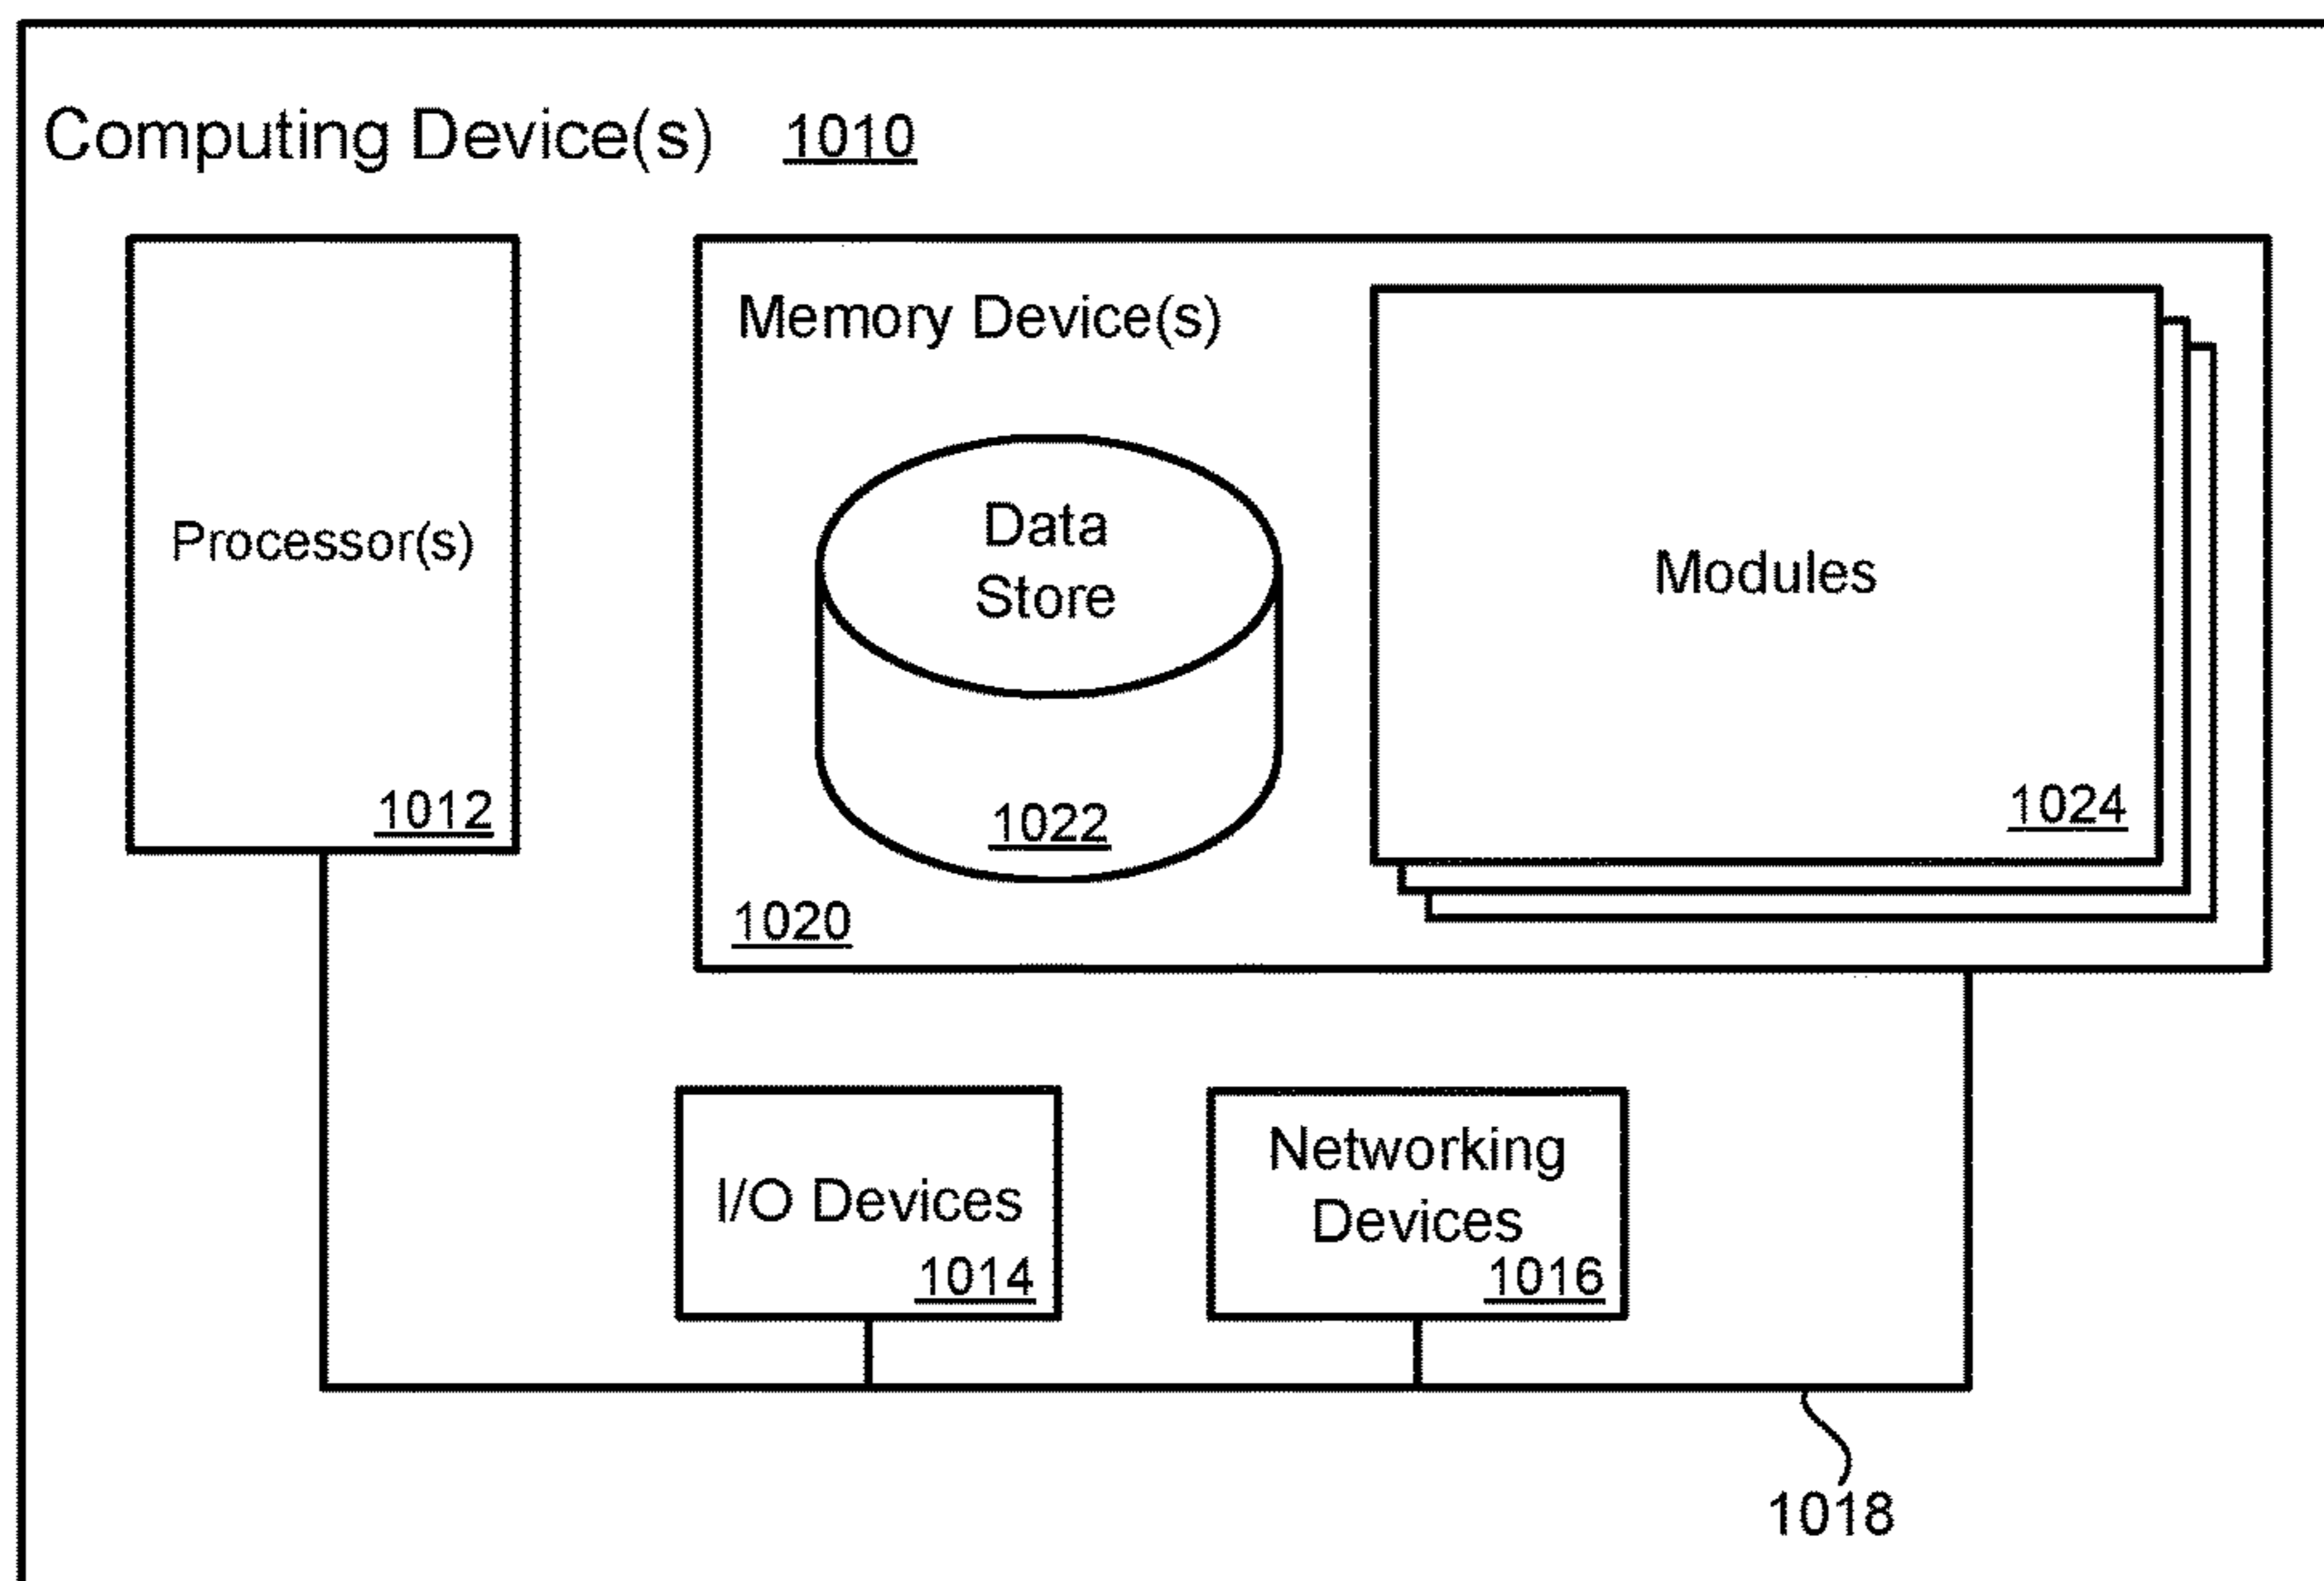 Computing Device(s) 1010
Processor(s)
1012
Memory Device(s)
Data
Store
1022
1020
Modules
1024
I/O Devices
1014
Networking
Devices
1016
1018